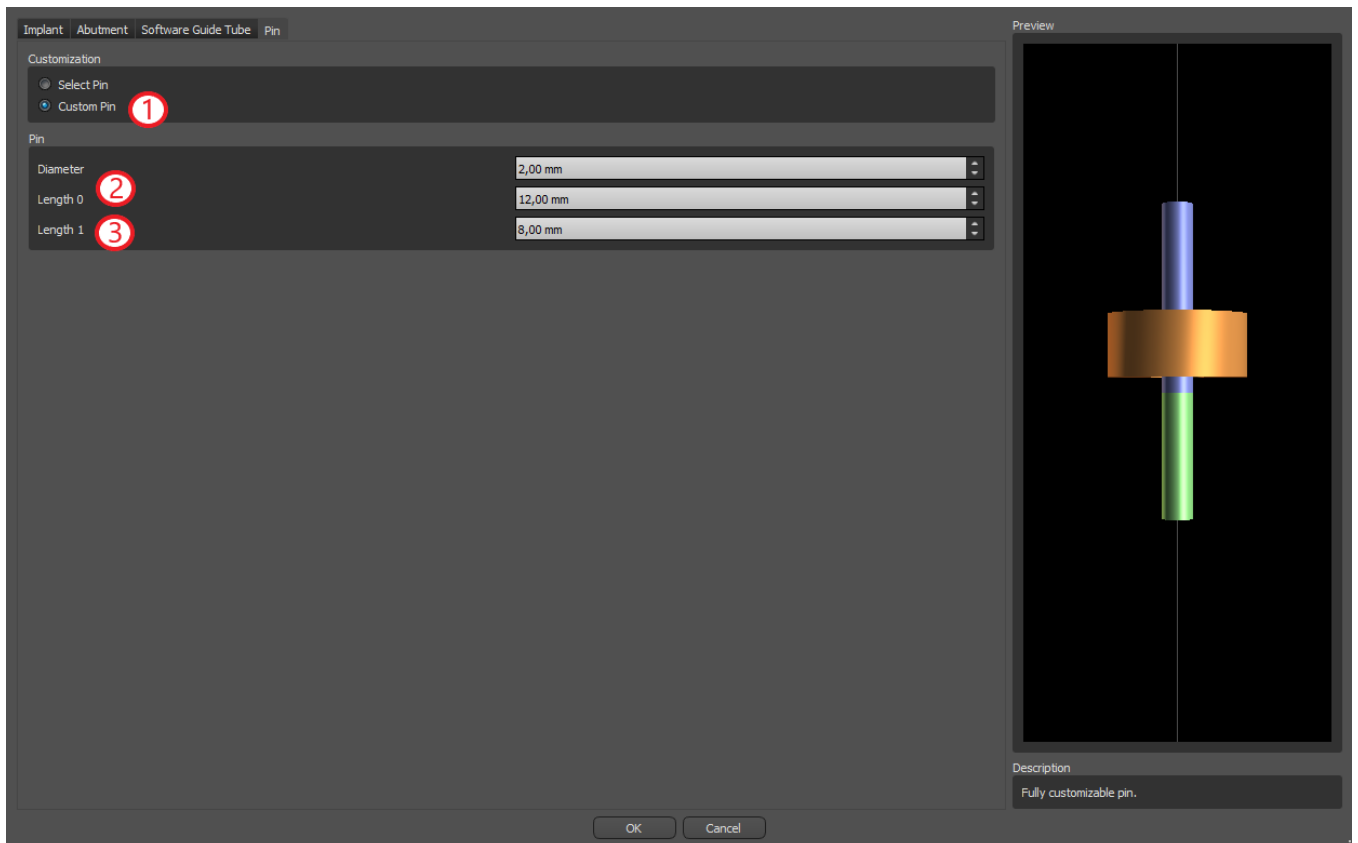 Implant Abutment Software Guide Tube Pin
Customization
Select Pin
Custom Pin 1
Pin
Diameter 2,00 mm
2
Length 0 12,00 mm
Length 1 3 8,00 mm
Preview
Description
Fully customizable pin.
OK Cancel